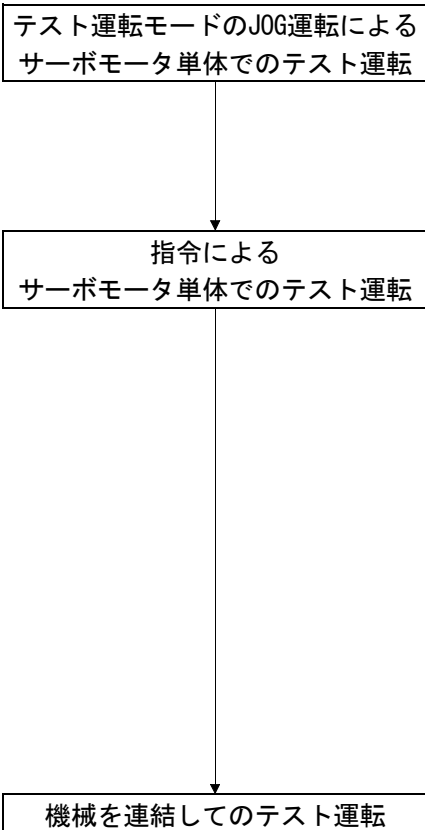 テスト運転モードのJOG運転による
サーボモータ単体でのテスト運転
指令による
サーボモータ単体でのテスト運転
機械を連結してのテスト運転